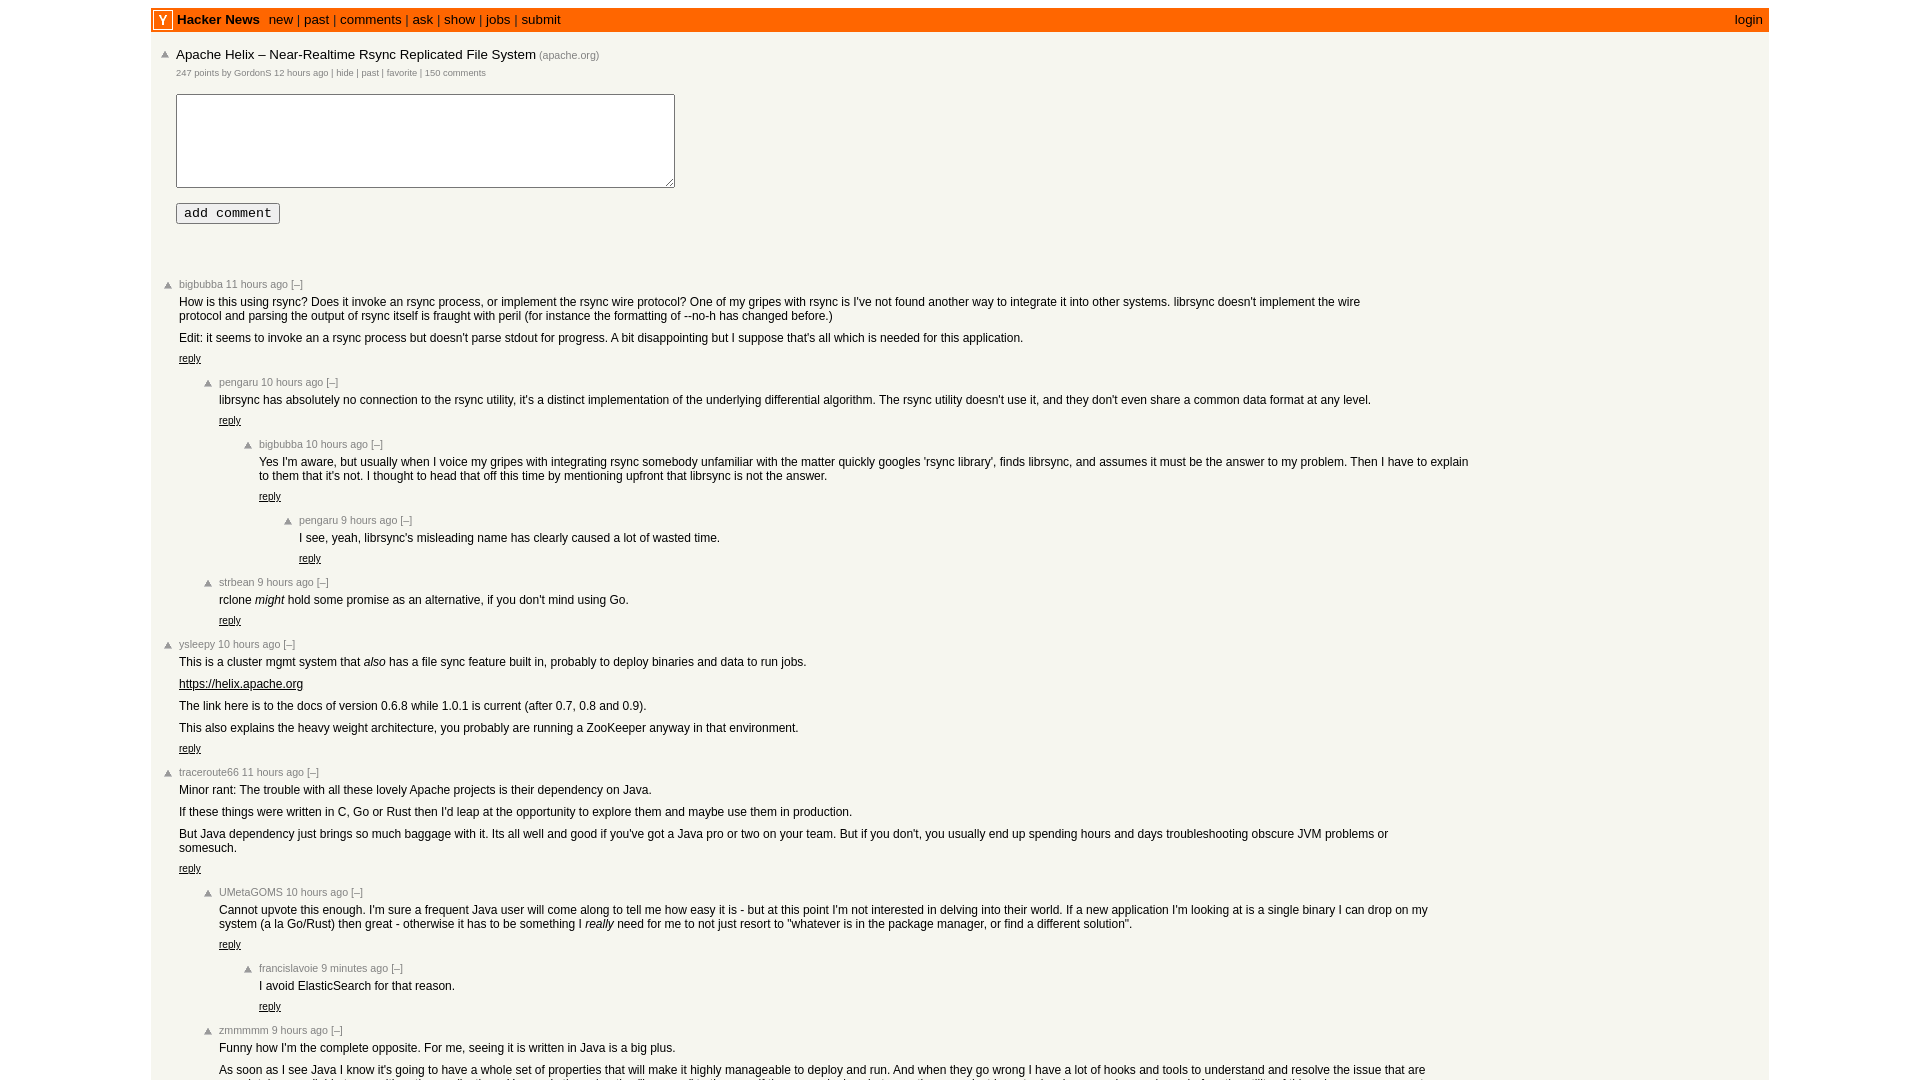 Y Hacker News new | past | comments | ask | show | jobs | submit login
Apache Helix – Near-Realtime Rsync Replicated File System (apache.org)
247 points by GordonS 12 hours ago | hide | past | favorite | 150 comments
add comment
bigbubba 11 hours ago [–]
How is this using rsync? Does it invoke an rsync process, or implement the rsync wire protocol? One of my gripes with rsync is I've not found another way to integrate it into other systems. librsync doesn't implement the wire
protocol and parsing the output of rsync itself is fraught with peril (for instance the formatting of --no-h has changed before.)
Edit: it seems to invoke an a rsync process but doesn't parse stdout for progress. A bit disappointing but I suppose that's all which is needed for this application.
reply
pengaru 10 hours ago [–]
librsync has absolutely no connection to the rsync utility, it's a distinct implementation of the underlying differential algorithm. The rsync utility doesn't use it, and they don't even share a common data format at any level.
reply
bigbubba 10 hours ago [–]
Yes I'm aware, but usually when I voice my gripes with integrating rsync somebody unfamiliar with the matter quickly googles 'rsync library', finds librsync, and assumes it must be the answer to my problem. Then I have to explain
to them that it's not. I thought to head that off this time by mentioning upfront that librsync is not the answer.
reply
pengaru 9 hours ago [–]
I see, yeah, librsync's misleading name has clearly caused a lot of wasted time.
reply
strbean 9 hours ago [–]
rclone might hold some promise as an alternative, if you don't mind using Go.
reply
ysleepy 10 hours ago [–]
This is a cluster mgmt system that also has a file sync feature built in, probably to deploy binaries and data to run jobs.
https://helix.apache.org
The link here is to the docs of version 0.6.8 while 1.0.1 is current (after 0.7, 0.8 and 0.9).
This also explains the heavy weight architecture, you probably are running a ZooKeeper anyway in that environment.
reply
traceroute66 11 hours ago [–]
Minor rant: The trouble with all these lovely Apache projects is their dependency on Java.
If these things were written in C, Go or Rust then I'd leap at the opportunity to explore them and maybe use them in production.
But Java dependency just brings so much baggage with it. Its all well and good if you've got a Java pro or two on your team. But if you don't, you usually end up spending hours and days troubleshooting obscure JVM problems or
somesuch.
reply
UMetaGOMS 10 hours ago [–]
Cannot upvote this enough. I'm sure a frequent Java user will come along to tell me how easy it is - but at this point I'm not interested in delving into their world. If a new application I'm looking at is a single binary I can drop on my
system (a la Go/Rust) then great - otherwise it has to be something I really need for me to not just resort to "whatever is in the package manager, or find a different solution".
reply
francislavoie 9 minutes ago [–]
I avoid ElasticSearch for that reason.
reply
zmmmmm 9 hours ago [–]
Funny how I'm the complete opposite. For me, seeing it is written in Java is a big plus.
As soon as I see Java I know it's going to have a whole set of properties that will make it highly manageable to deploy and run. And when they go wrong I have a lot of hooks and tools to understand and resolve the issue that are